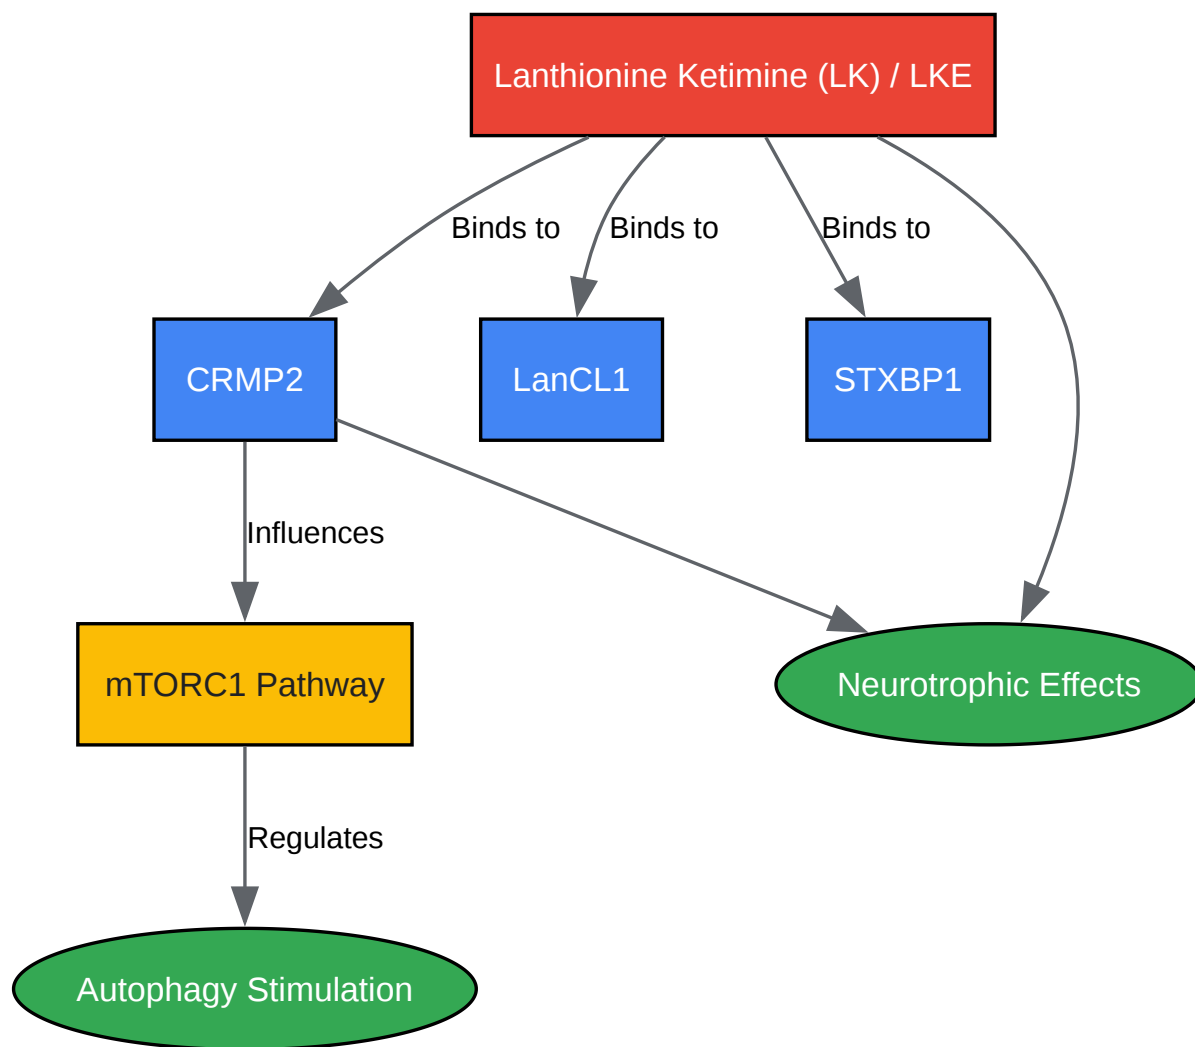 Lanthionine Ketimine (LK) / LKE
Binds to
Binds to
Binds to
CRMP2
LanCL1
STXBP1
Influences
mTORC1 Pathway
Neurotrophic Effects
Regulates
Autophagy Stimulation